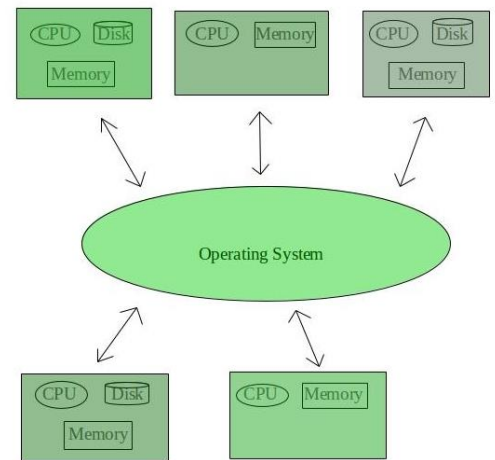 CPU Disk
Memory
CPU Memory
CPU Disk
Memory
Operating System
CPU Disk
Memory
CPU Memory